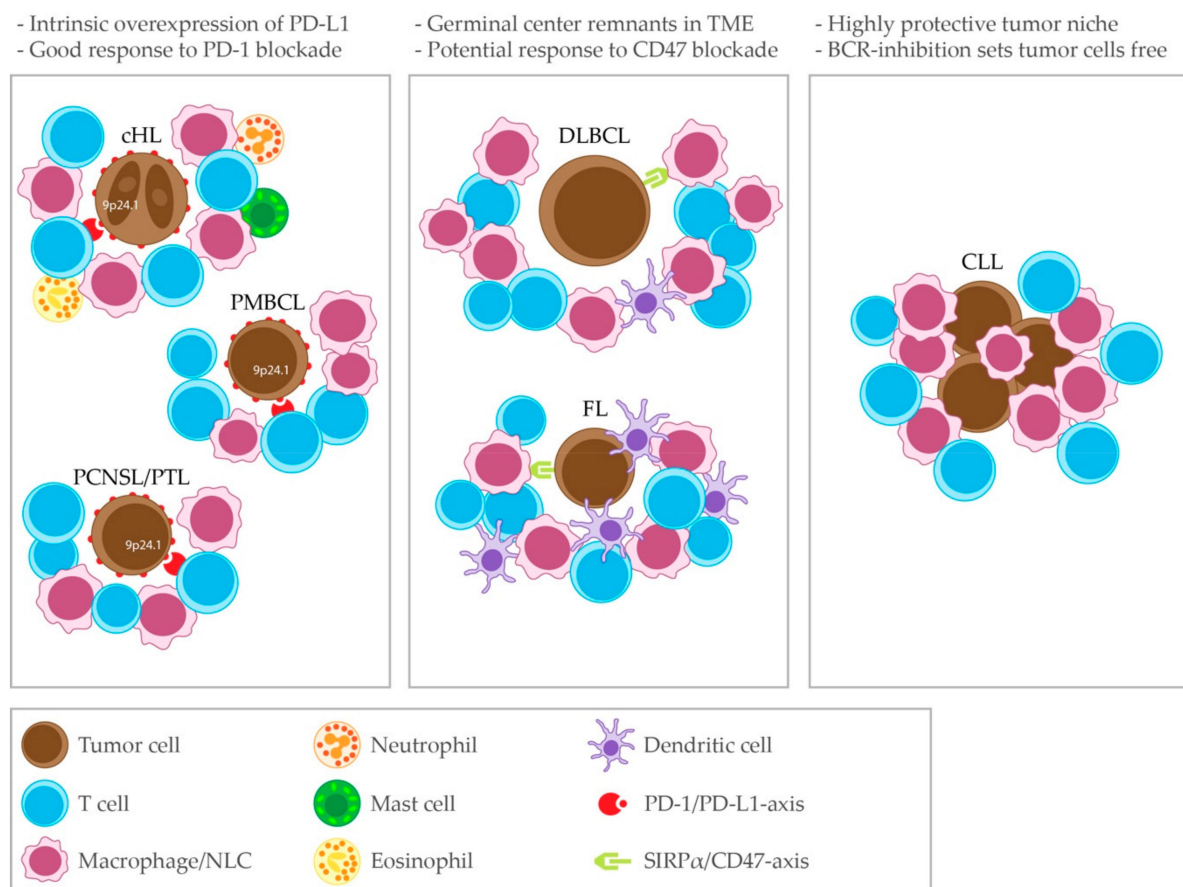 - Intrinsic overexpression of PD-L1
- Good response to PD-1 blockade
- Germinal center remnants in TME
- Potential response to CD47 blockade
- Highly protective tumor niche
- BCR-inhibition sets tumor cells free
cHL
9p24.1
PMBCL
9p24.1
PCNSL/PTL
9p24.1
DLBCL
FL
CLL
Tumor cell
Neutrophil
Dendritic cell
T cell
Mast cell
PD-1/PD-L1-axis
Macrophage/NLC
Eosinophil
SIRPα/CD47-axis